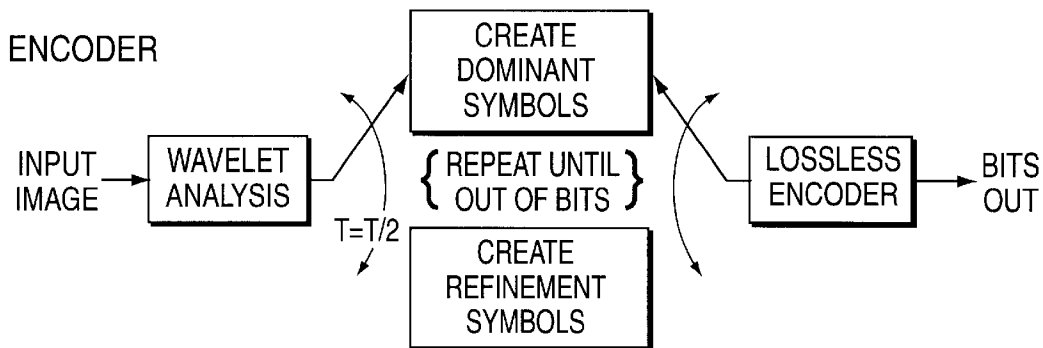 ENCODER
INPUT
IMAGE
WAVELET
ANALYSIS
T=T/2
CREATE
DOMINANT
SYMBOLS
{ REPEAT UNTIL
OUT OF BITS }
CREATE
REFINEMENT
SYMBOLS
LOSSLESS
ENCODER
BITS
OUT